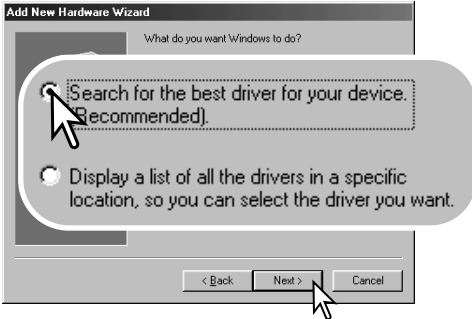 Add New Hardware Wizard
What do you want Windows to do?
Search for the best driver for your device.
(Recommended).
Display a list of all the drivers in a specific
location, so you can select the driver you want.
< Back Next > Cancel